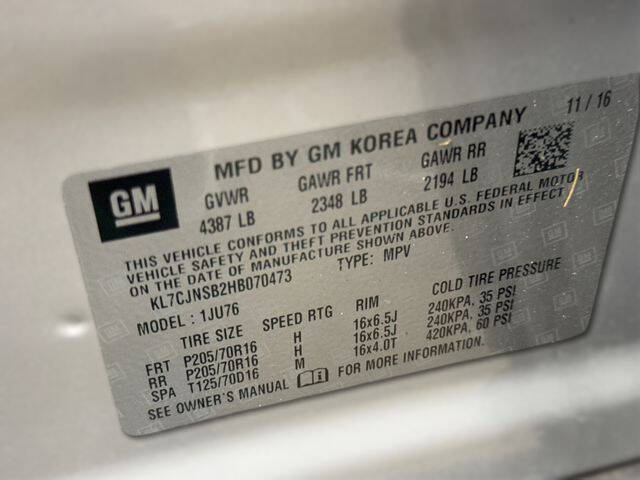 11/16
MFD BY GM KOREA COMPANY
GM
GVWR GAWR FRT GAWR RR
4387 LB 2348 LB 2194 LB
THIS VEHICLE CONFORMS TO ALL APPLICABLE U.S. FEDERAL MOTOR
VEHICLE SAFETY AND THEFT PREVENTION STANDARDS IN EFFECT
ON THE DATE OF MANUFACTURE SHOWN ABOVE.
KL7CJNSB2HB070473 TYPE: MPV
MODEL : 1JU76
TIRE SIZE SPEED RTG RIM COLD TIRE PRESSURE
FRT P205/70R16 H 16x6.5J 240KPA, 35 PSI
RR P205/70R16 H 16x6.5J 240KPA, 35 PSI
SPA T125/70D16 M 16x4.0T 420KPA, 60 PSI
SEE OWNER'S MANUAL FOR MORE INFORMATION.